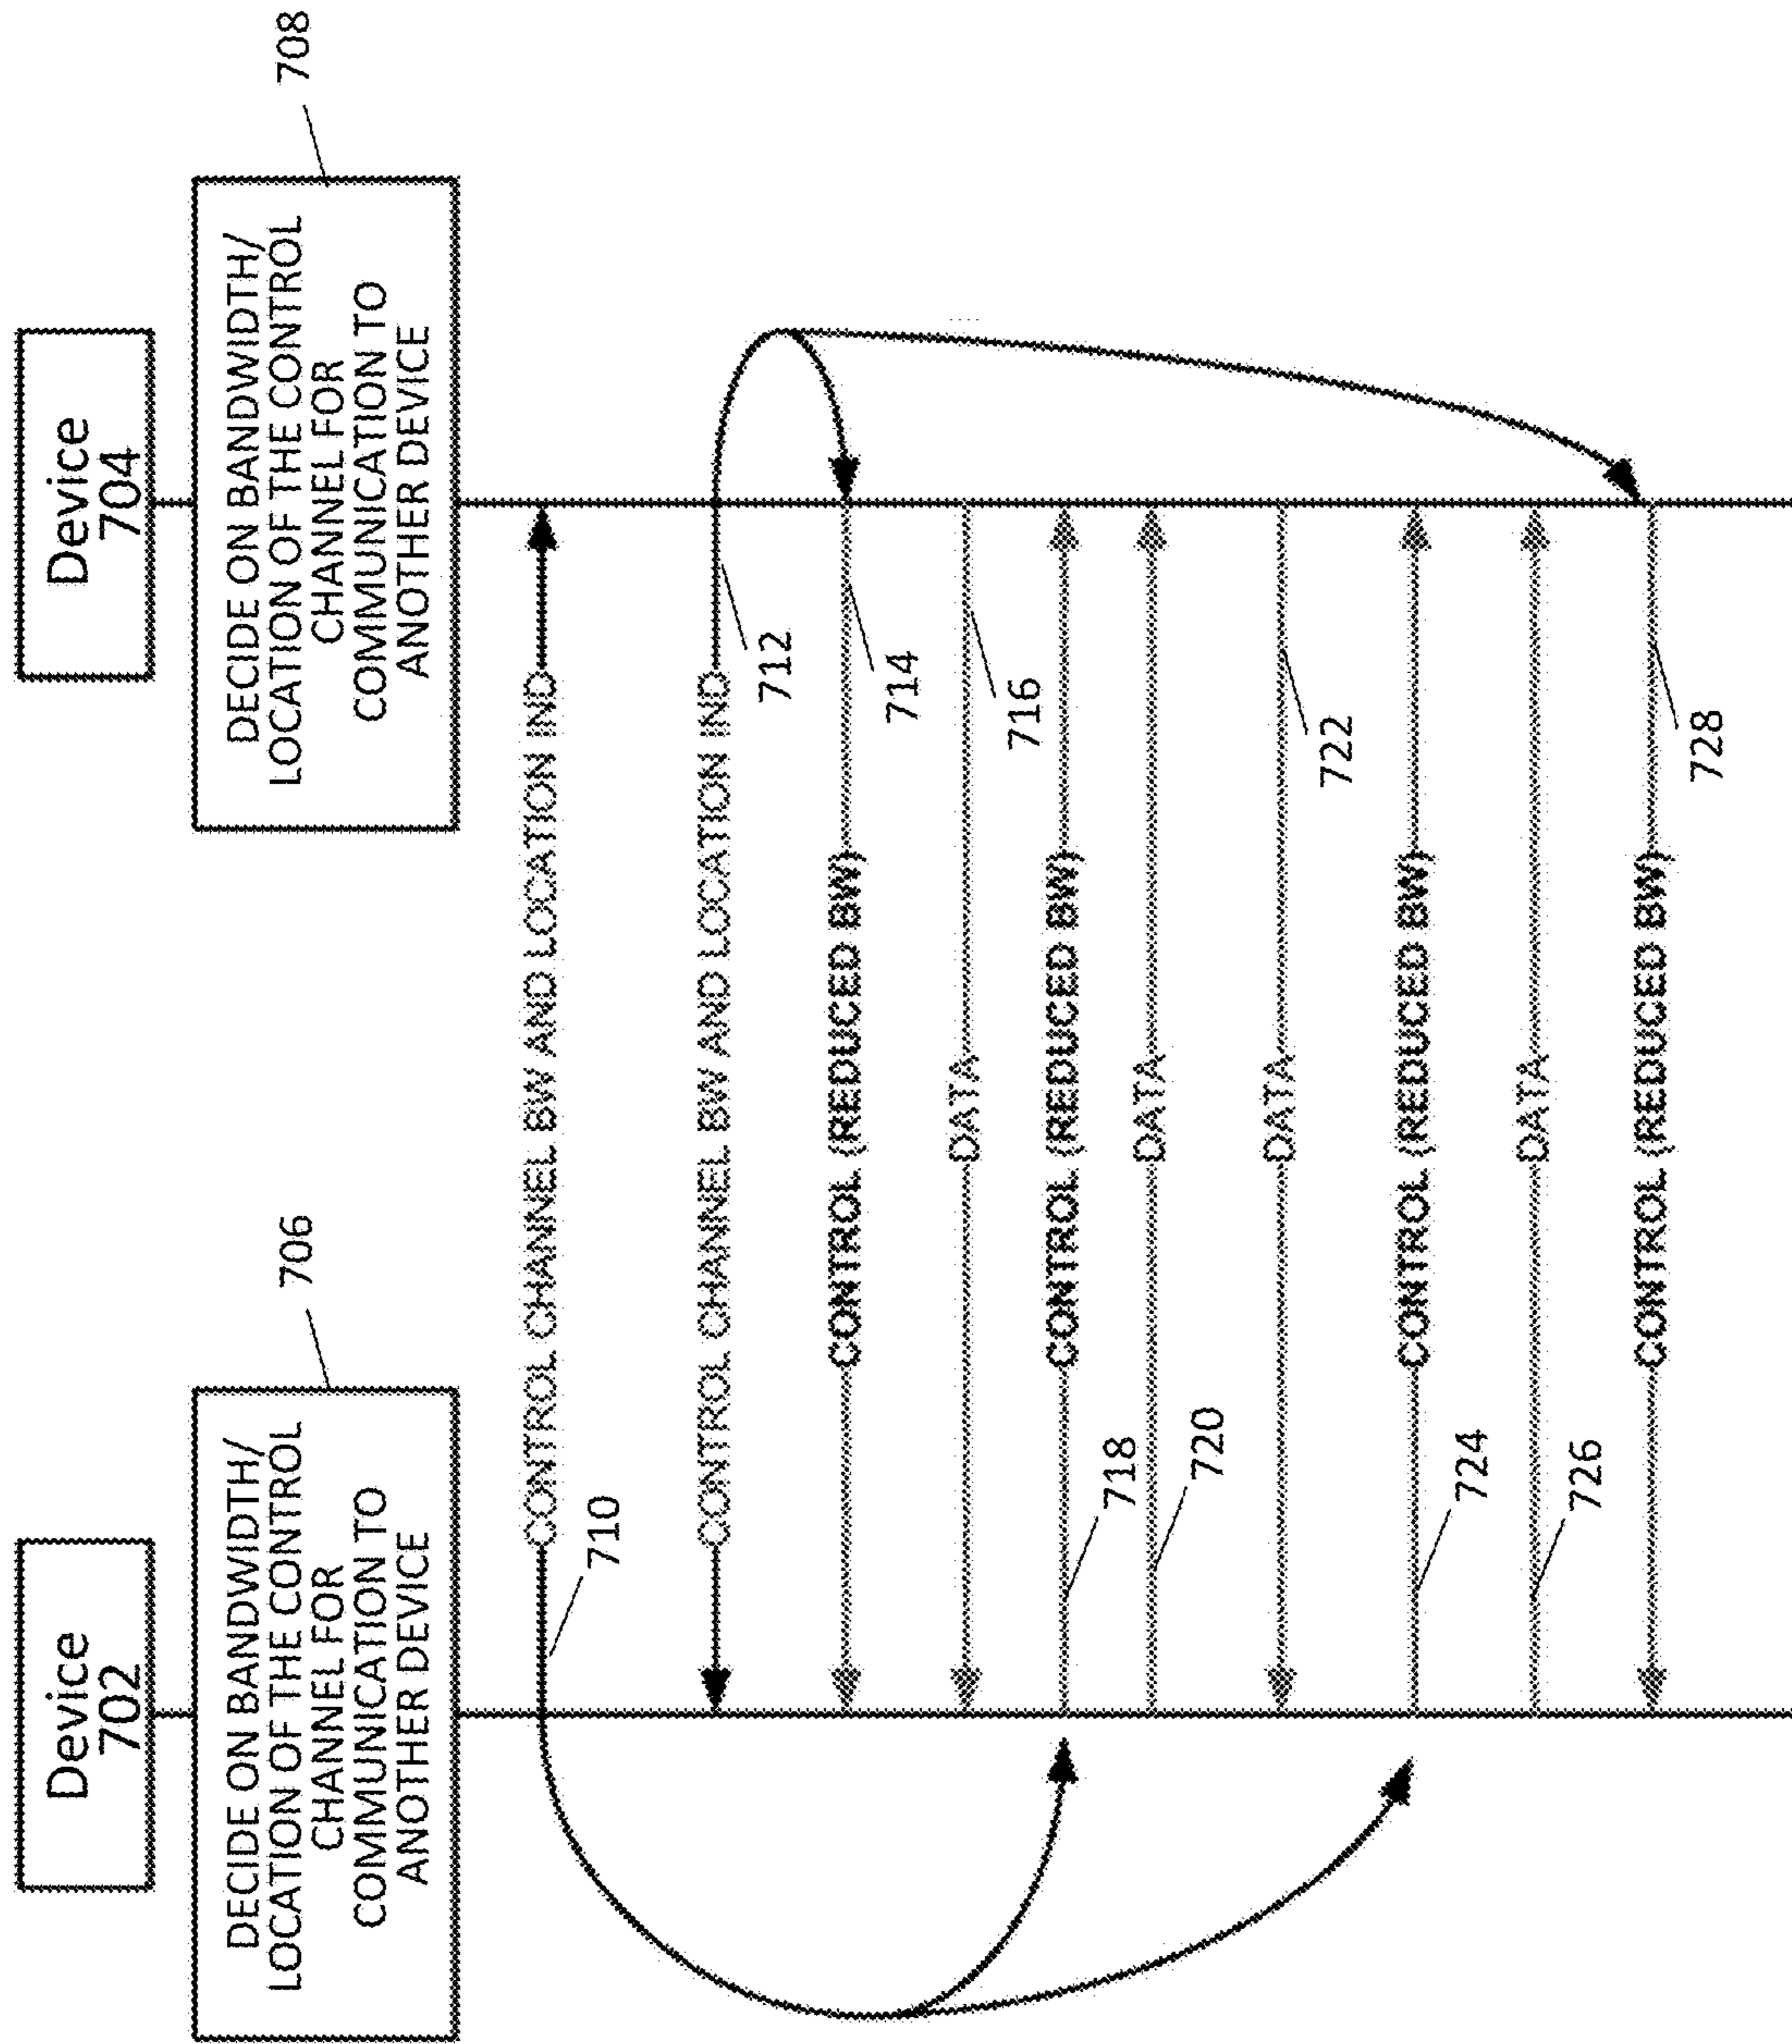 Device
702
Device
704
DECIDE ON BANDWIDTH/
LOCATION OF THE CONTROL
CHANNEL FOR
COMMUNICATION TO
ANOTHER DEVICE
706
DECIDE ON BANDWIDTH/
LOCATION OF THE CONTROL
CHANNEL FOR
COMMUNICATION TO
ANOTHER DEVICE
708
CONTROL CHANNEL BW AND LOCATION IND
710
CONTROL CHANNEL BW AND LOCATION IND
712
CONTROL (REDUCED BW)
714
DATA
716
CONTROL (REDUCED BW)
718
DATA
720
DATA
722
CONTROL (REDUCED BW)
724
DATA
726
CONTROL (REDUCED BW)
728